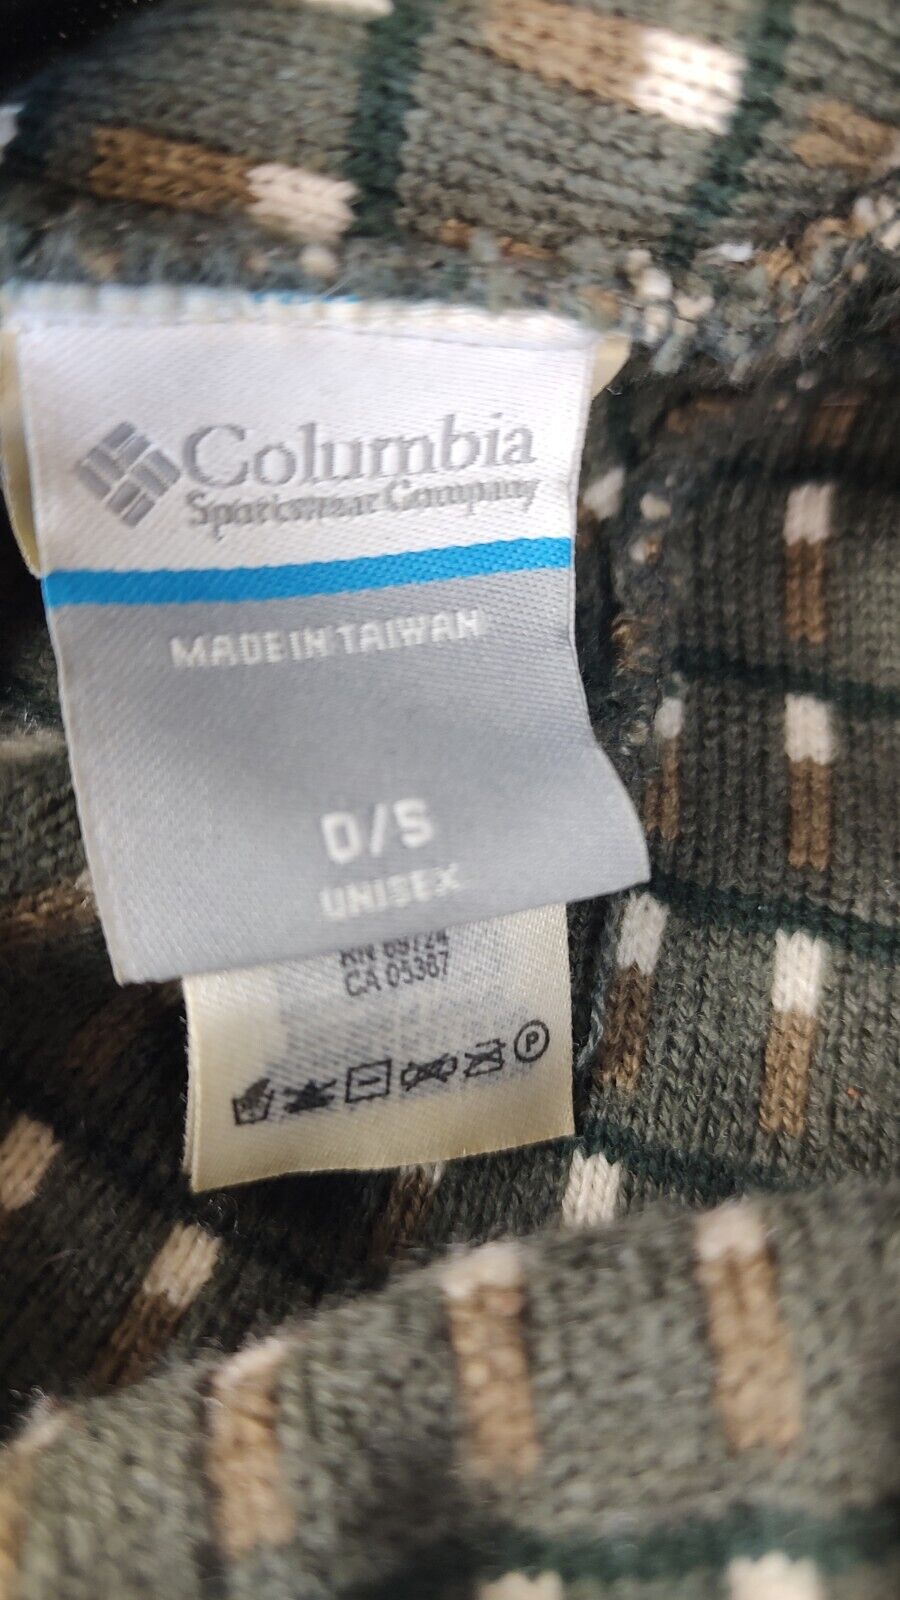 Columbia
Sportswear Company
MADE IN TAIWAN
O/S
UNISEX
RN 69724
CA 05367
P